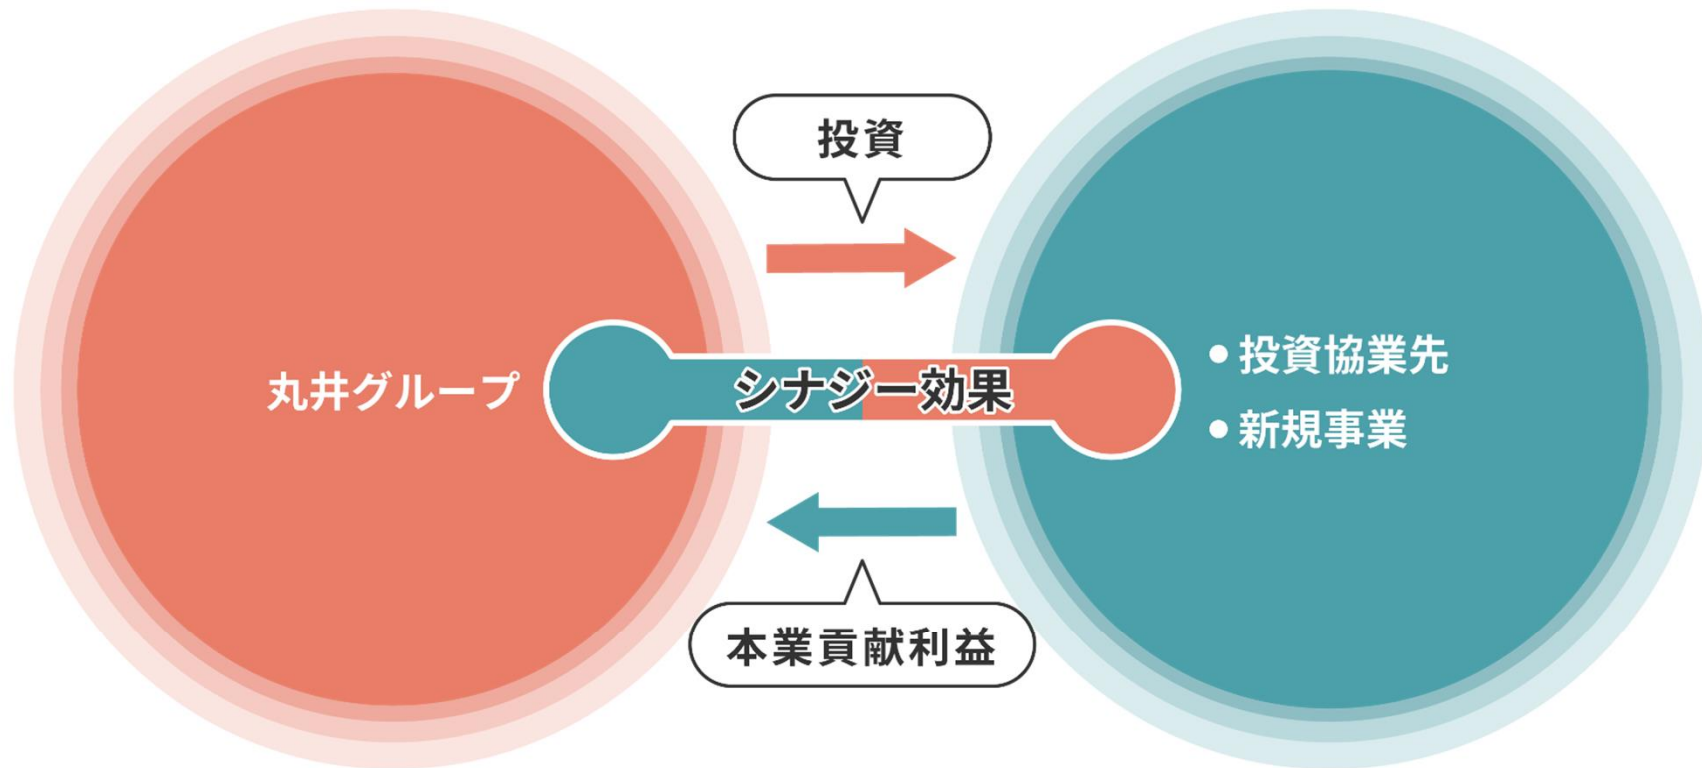 投資
丸井グループ
シナジー効果
● 投資協業先
● 新規事業
本業貢献利益